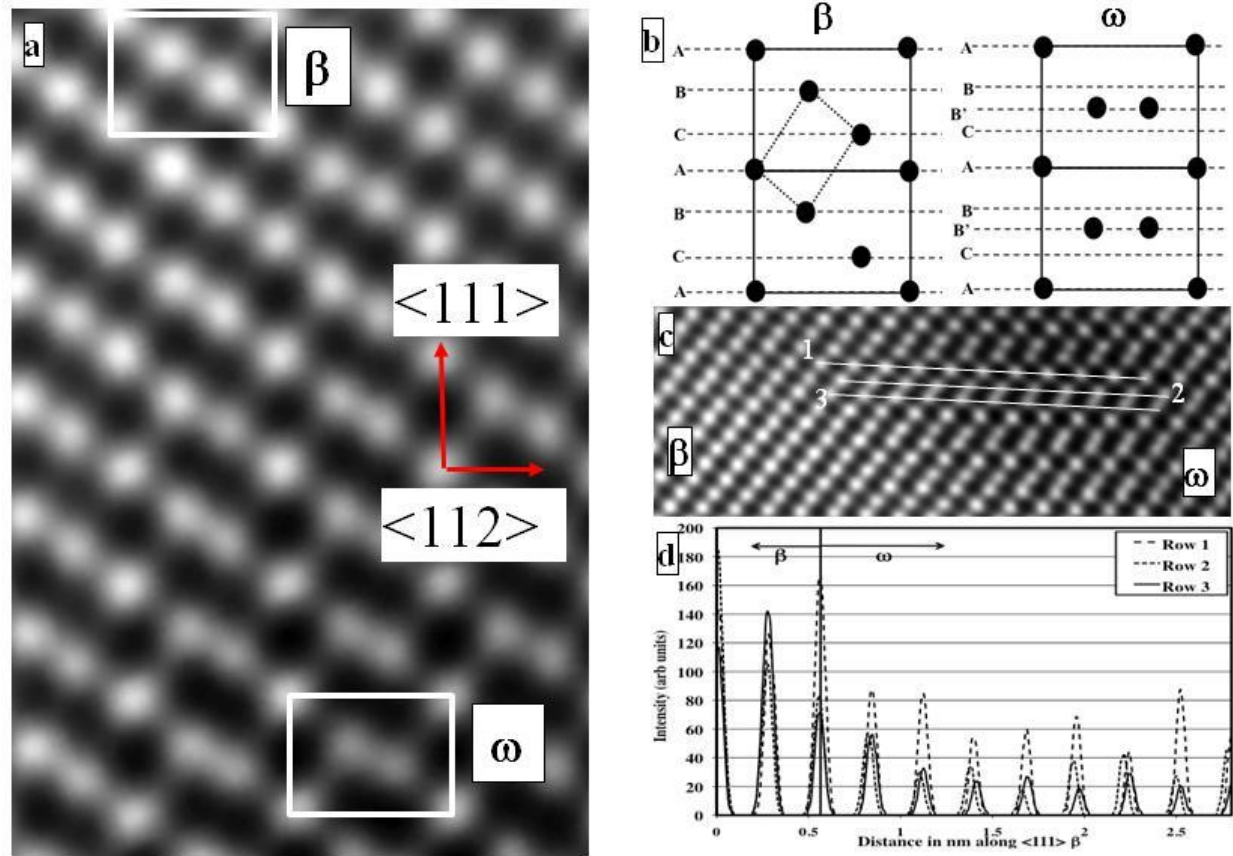 a
β
<111>
<112>
ω
b
β
ω
A
B
C
A
B
C
A
A
B
B'
C
A
B
B'
C
A
c
1
3
2
β
ω
d
β
ω
Row 1
Row 2
Row 3
200
180
160
140
120
100
80
60
40
20
0
Intensity (arb units)
0
0.5
1
1.5
2
2.5
Distance in nm along <111> β